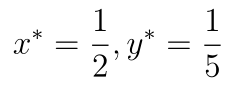 x* = 1/2, y* = 1/5